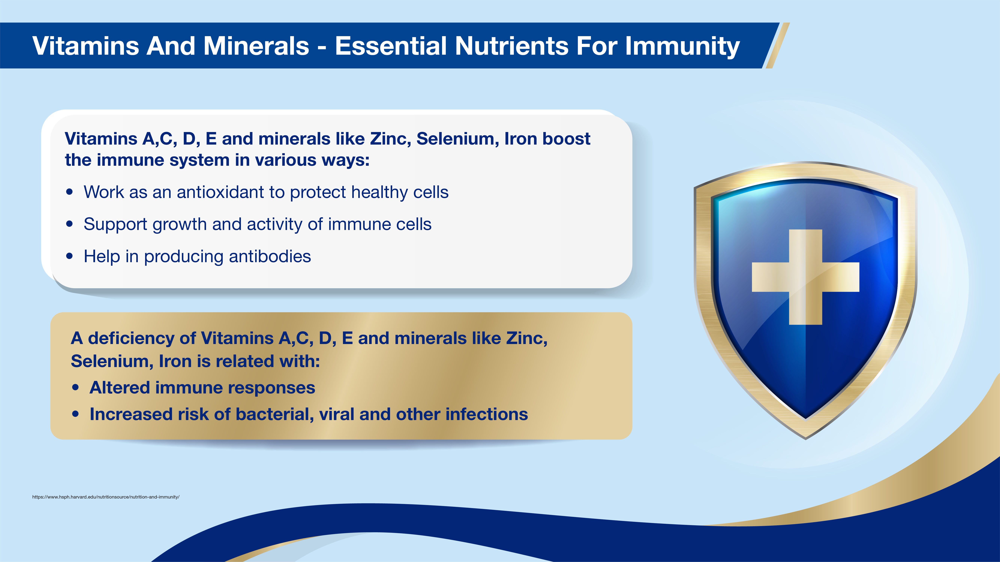 Vitamins And Minerals - Essential Nutrients For Immunity
Vitamins A,C, D, E and minerals like Zinc, Selenium, Iron boost
the immune system in various ways:
• Work as an antioxidant to protect healthy cells
• Support growth and activity of immune cells
• Help in producing antibodies
A deficiency of Vitamins A,C, D, E and minerals like Zinc,
Selenium, Iron is related with:
• Altered immune responses
• Increased risk of bacterial, viral and other infections
https://www.hsph.harvard.edu/nutritionsource/nutrition-and-immunity/